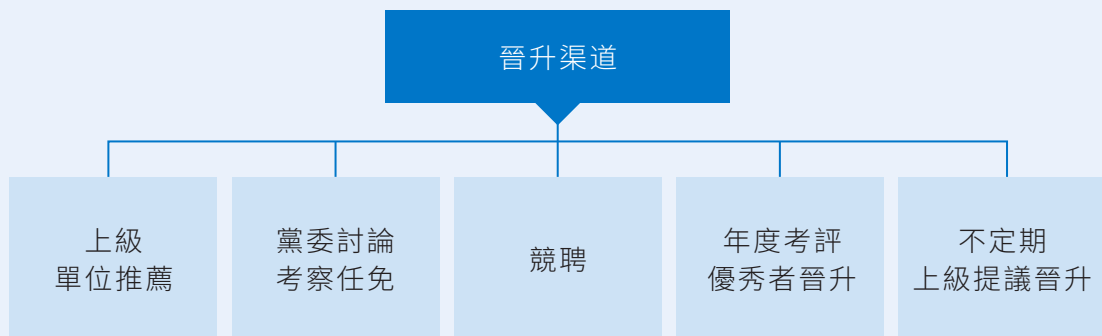 晉升渠道
上級
單位推薦
黨委討論
考察任免
競聘
年度考評
優秀者晉升
不定期
上級提議晉升